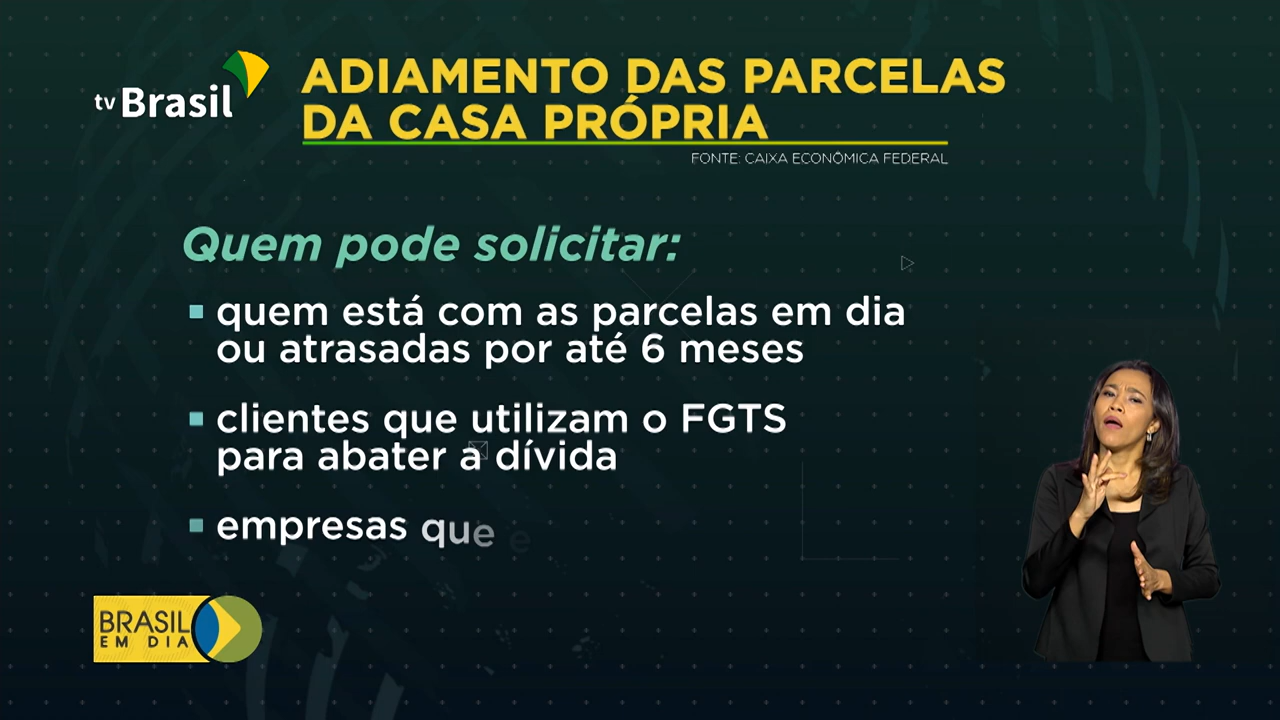 tv Brasil
ADIAMENTO DAS PARCELAS
DA CASA PRÓPRIA
FONTE: CAIXA ECONÔMICA FEDERAL
Quem pode solicitar:
quem está com as parcelas em dia
ou atrasadas por até 6 meses
clientes que utilizam o FGTS
para abater a dívida
empresas que e
BRASIL
EM DIA